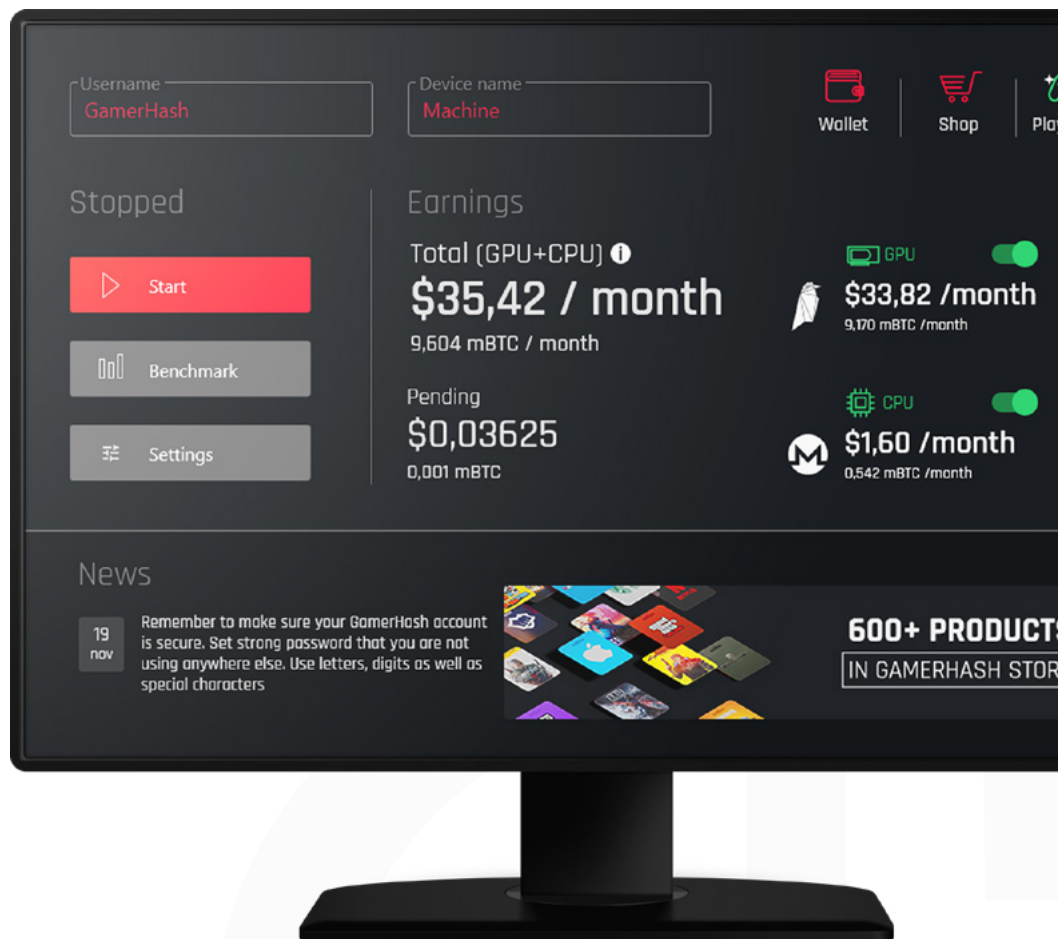 Username
GamerHash
Device name
Machine
Wallet
Shop
Play
Stopped
Start
Benchmark
Settings
Earnings
Total (GPU+CPU)
$35,42 / month
9,604 mBTC / month
Pending
$0,03625
0,001 mBTC
GPU
$33,82 /month
9,170 mBTC /month
CPU
$1,60 /month
0,542 mBTC /month
News
19
nov
Remember to make sure your GamerHash account
is secure. Set strong password that you are not
using anywhere else. Use letters, digits as well as
special characters
600+ PRODUCTS
IN GAMERHASH STOR